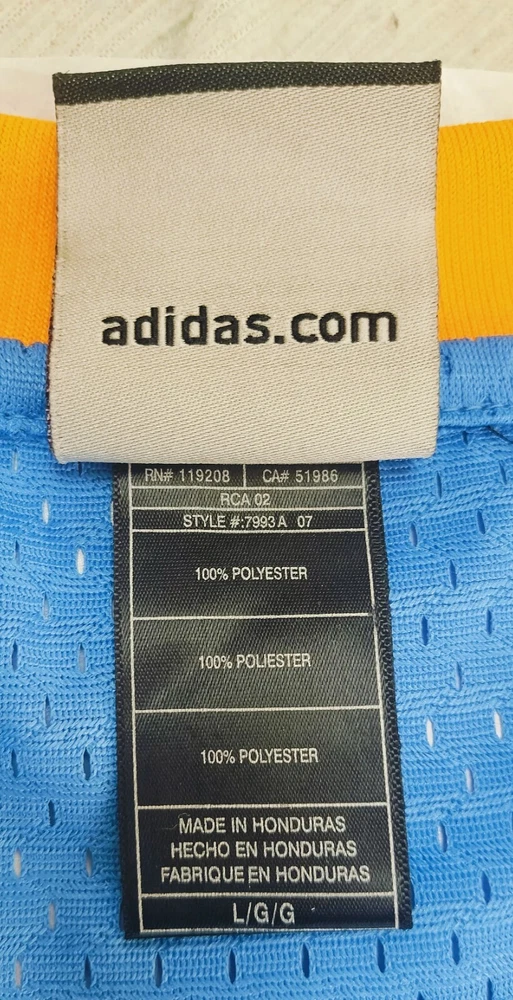 adidas.com
RN# 119208 CA# 51986
RCA 02
STYLE #:7993A 07
100% POLYESTER
100% POLIESTER
100% POLYESTER
MADE IN HONDURAS
HECHO EN HONDURAS
FABRIQUE EN HONDURAS
L/G/G